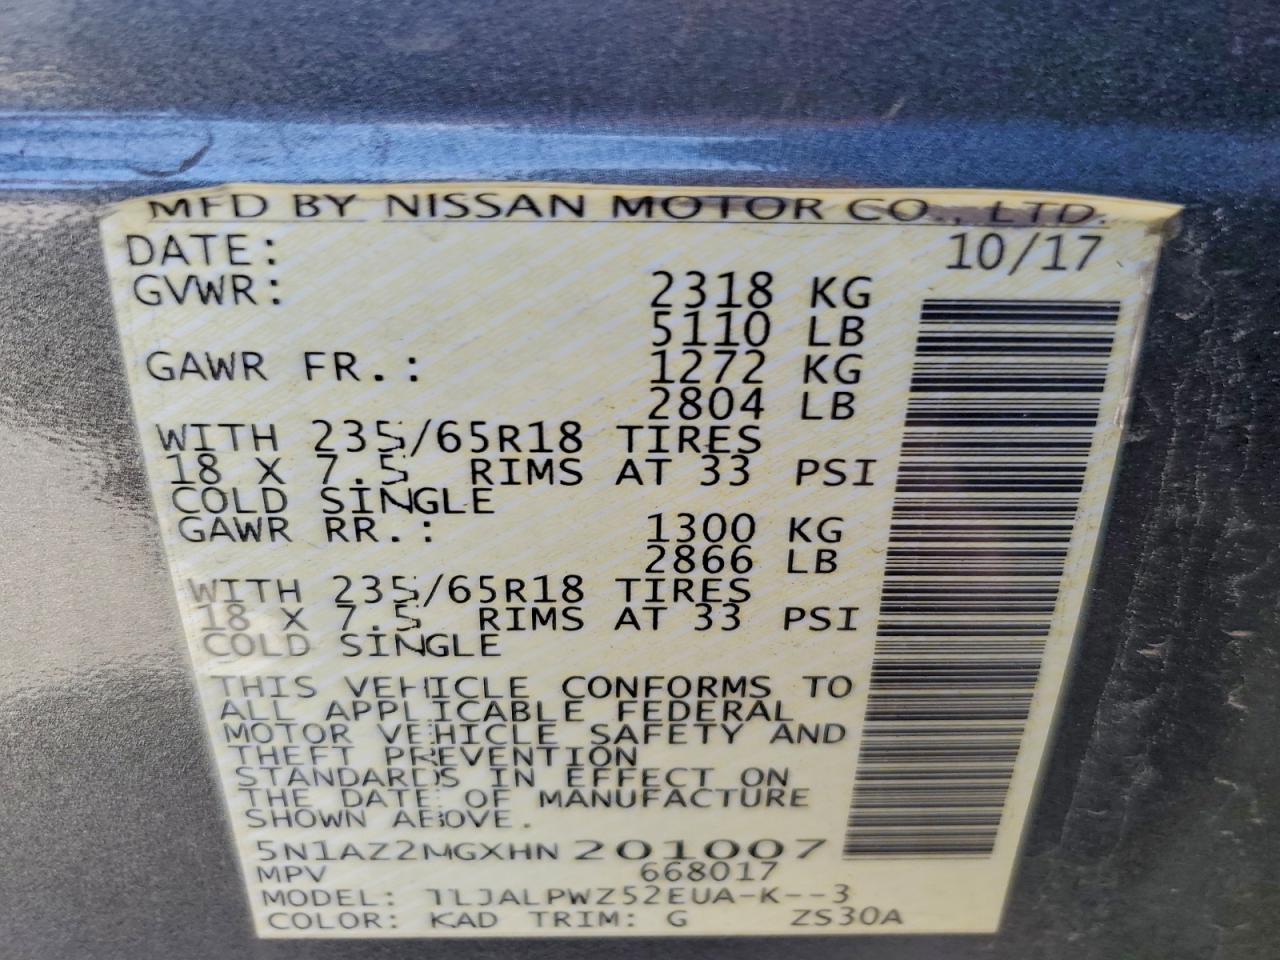 MFD BY NISSAN MOTOR CO., LTD.
DATE: 10/17
GVWR: 2318 KG
5110 LB
GAWR FR.: 1272 KG
2804 LB
WITH 235/65R18 TIRES
18 X 7.5 RIMS AT 33 PSI
COLD SINGLE
GAWR RR.: 1300 KG
2866 LB
WITH 235/65R18 TIRES
18 X 7.5 RIMS AT 33 PSI
COLD SINGLE
THIS VEHICLE CONFORMS TO
ALL APPLICABLE FEDERAL
MOTOR VEHICLE SAFETY AND
THEFT PREVENTION
STANDARDS IN EFFECT ON
THE DATE OF MANUFACTURE
SHOWN ABOVE.
5N1AZ2MGXHN201007
MPV 668017
MODEL: TLJALPWZ52EUA-K--3
COLOR: KAD TRIM: G ZS30A